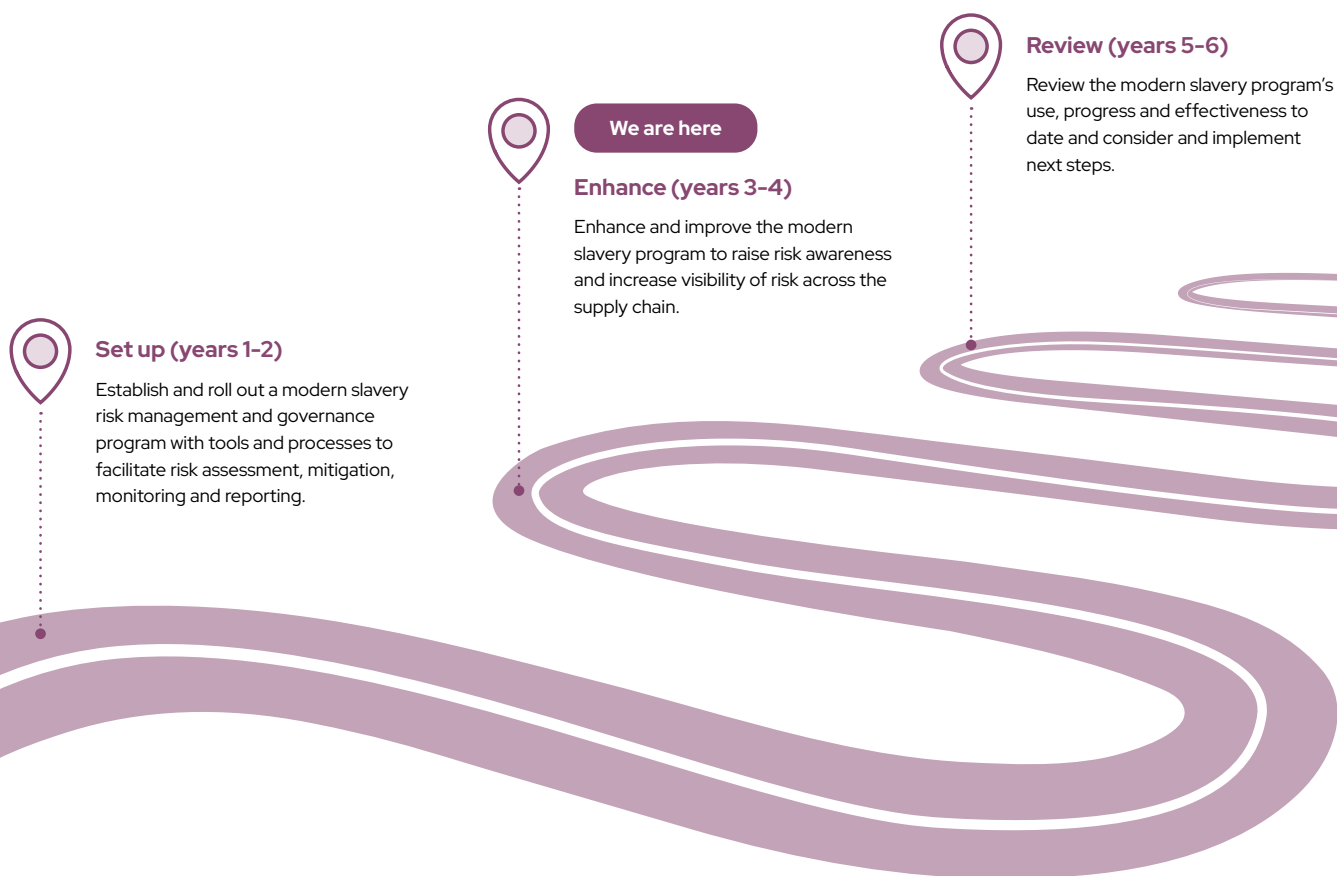 Set up (years 1-2)
Establish and roll out a modern slavery
risk management and governance
program with tools and processes to
facilitate risk assessment, mitigation,
monitoring and reporting.
We are here
Enhance (years 3-4)
Enhance and improve the modern
slavery program to raise risk awareness
and increase visibility of risk across the
supply chain.
Review (years 5-6)
Review the modern slavery program's
use, progress and effectiveness to
date and consider and implement
next steps.